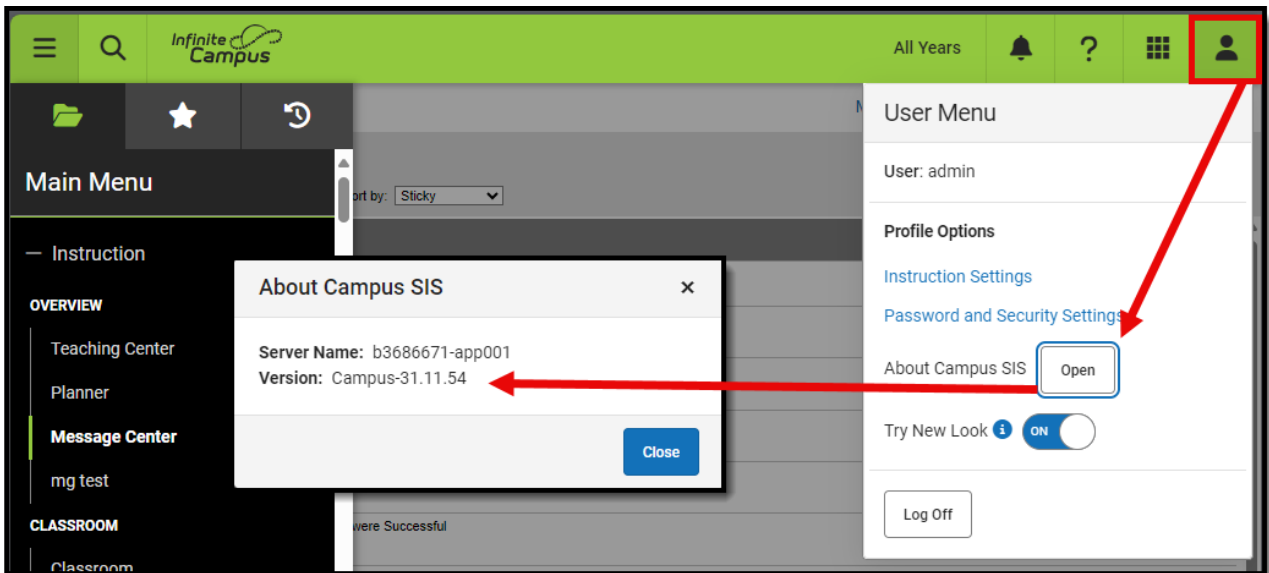 Infinite
Campus
All Years
?
Main Menu
Instruction
OVERVIEW
Teaching Center
Planner
Message Center
mg test
CLASSROOM
Classroom
ort by: Sticky
were Successful
About Campus SIS
Server Name: b3686671-app001
Version: Campus-31.11.54
Close
User Menu
User: admin
Profile Options
Instruction Settings
Password and Security Settings
About Campus SIS Open
Try New Look i ON
Log Off